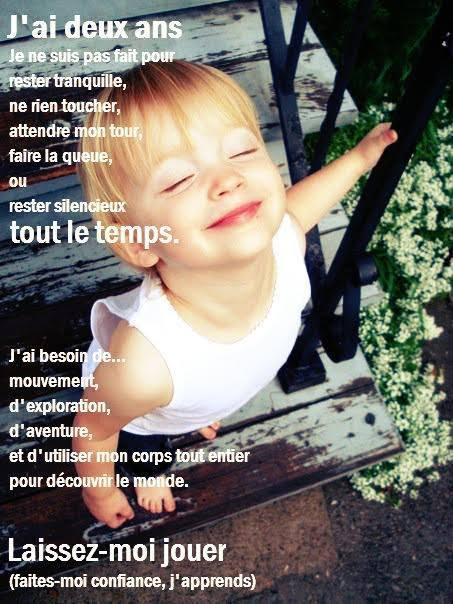 J'ai deux ans
Je ne suis pas fait pour
rester tranquille,
ne rien toucher,
attendre mon tour,
faire la queue,
ou
rester silencieux
tout le temps.
J'ai besoin de...
mouvement,
d'exploration,
d'aventure,
et d'utiliser mon corps tout entier
pour découvrir le monde.
Laissez-moi jouer
(faites-moi confiance, j'apprends)